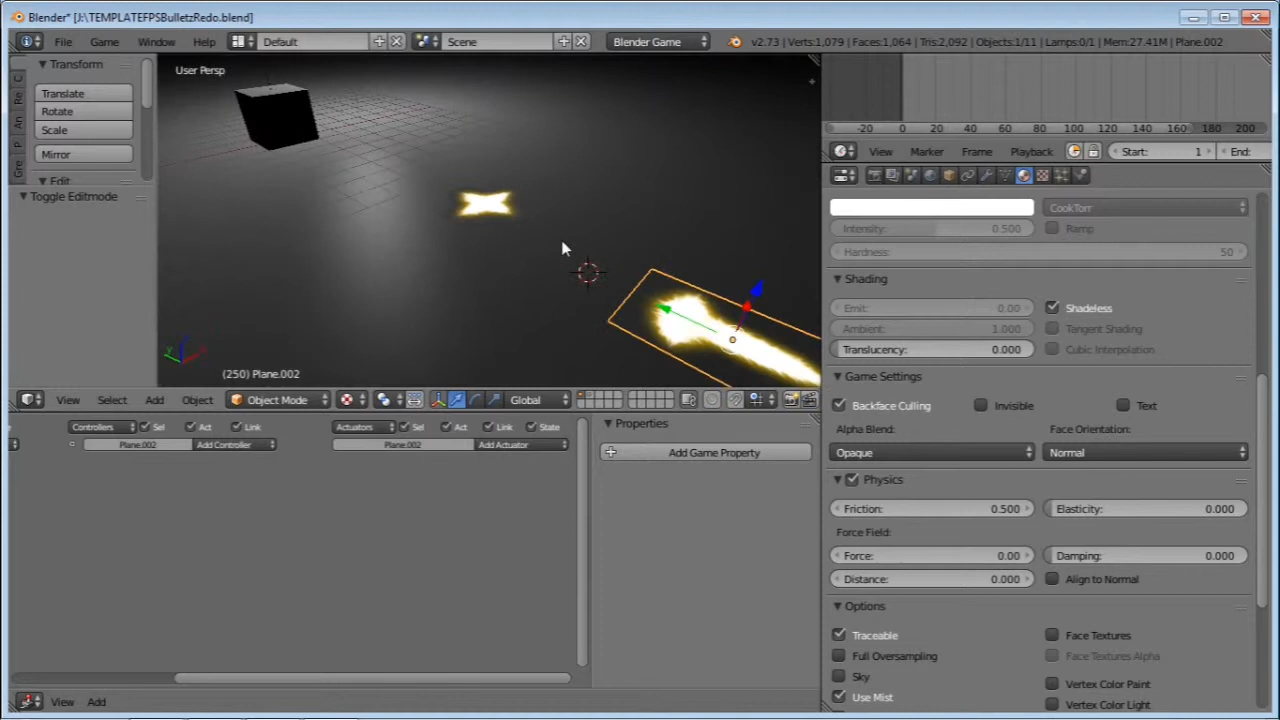 Blender* [J:\TEMPLATEFPSBulletzRedo.blend]
File Game Window Help Default Scene Blender Game v2.73 | Verts:1,079 | Faces:1,064 | Tris:2,092 | Objects:1/11 | Lamps:0/1 | Mem:27.41M | Plane.002
Transform
Translate
Rotate
Scale
Mirror
Edit
Toggle Editmode
C
Re
An
P
Gre
User Persp
(250) Plane.002
View Select Add Object Object Mode Global
Controllers Sel Act Link Actuators Sel Act Link State
Plane.002 Add Controller Plane.002 Add Actuator
View Add
Properties
Add Game Property
-20 0 20 40 60 80 100 120 140 160 180 200
View Marker Frame Playback Start: 1 End:
CookTorr
Intensity: 0.500 Ramp
Hardness: 50
Shading
Emit: 0.00 Shadeless
Ambient: 1.000 Tangent Shading
Translucency: 0.000 Cubic Interpolation
Game Settings
Backface Culling Invisible Text
Alpha Blend: Face Orientation:
Opaque Normal
Physics
Friction: 0.500 Elasticity: 0.000
Force Field:
Force: 0.00 Damping: 0.000
Distance: 0.000 Align to Normal
Options
Traceable Face Textures
Full Oversampling Face Textures Alpha
Sky
Vertex Color Paint
Use Mist
Vertex Color Light